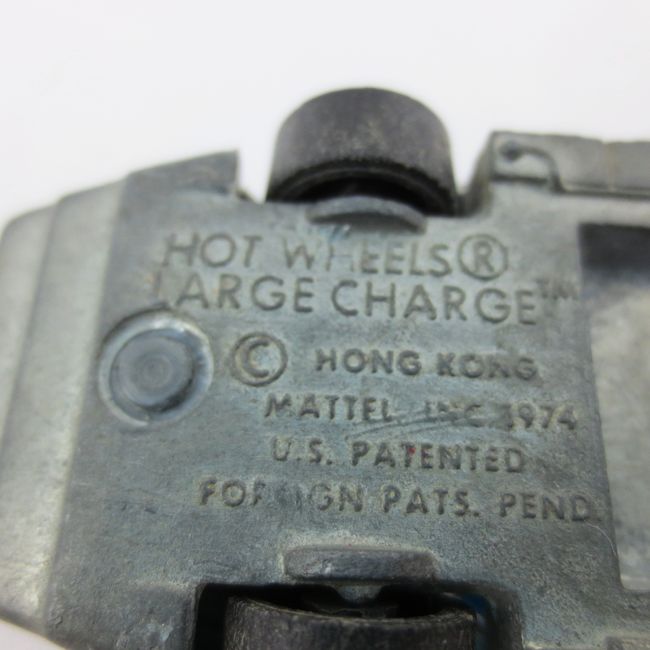 HOT WHEELS®
LARGE CHARGE™
© HONG KONG
MATTEL, INC. 1974
U.S. PATENTED
FOREIGN PATS. PEND.